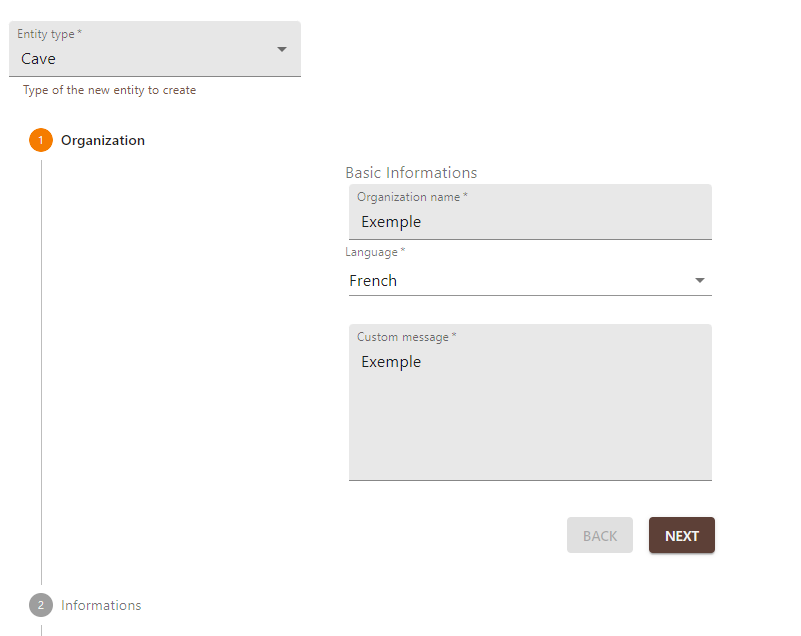 Entity type *
Cave
Type of the new entity to create
1 Organization
Basic Informations
Organization name *
Exemple
Language *
French
Custom message *
Exemple
BACK NEXT
2 Informations